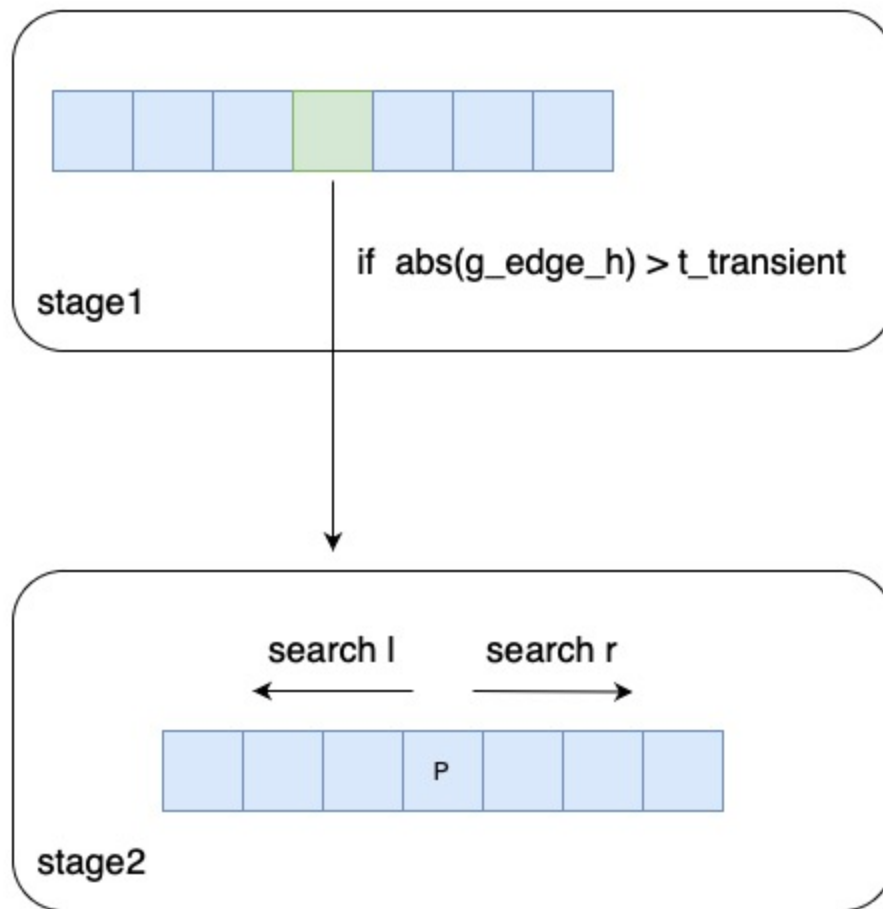 if abs(g_edge_h) > t_transient
stage1
search l
search r
P
stage2